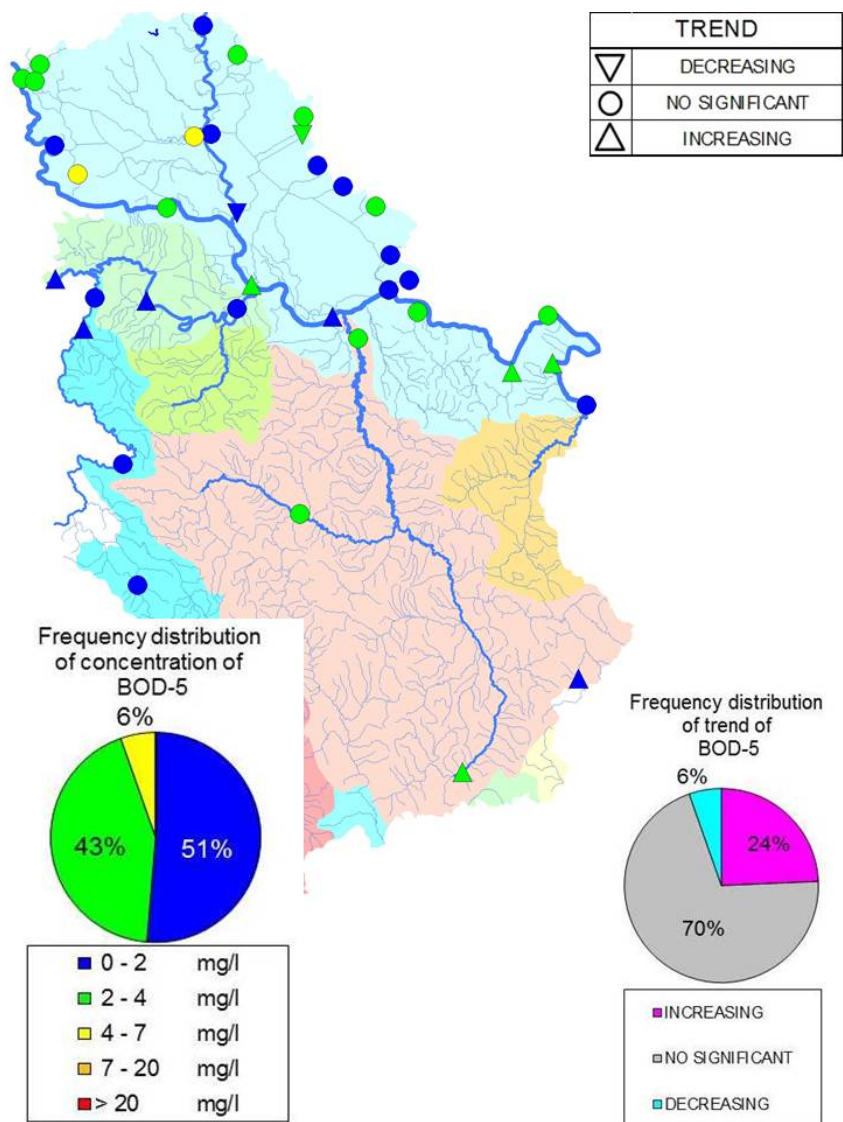 TREND
DECREASING
NO SIGNIFICANT
INCREASING
Frequency distribution
of concentration of
BOD-5
6%
43%
51%
0 - 2 mg/l
2 - 4 mg/l
4 - 7 mg/l
7 - 20 mg/l
> 20 mg/l
Frequency distribution
of trend of
BOD-5
6%
24%
70%
INCREASING
NO SIGNIFICANT
DECREASING